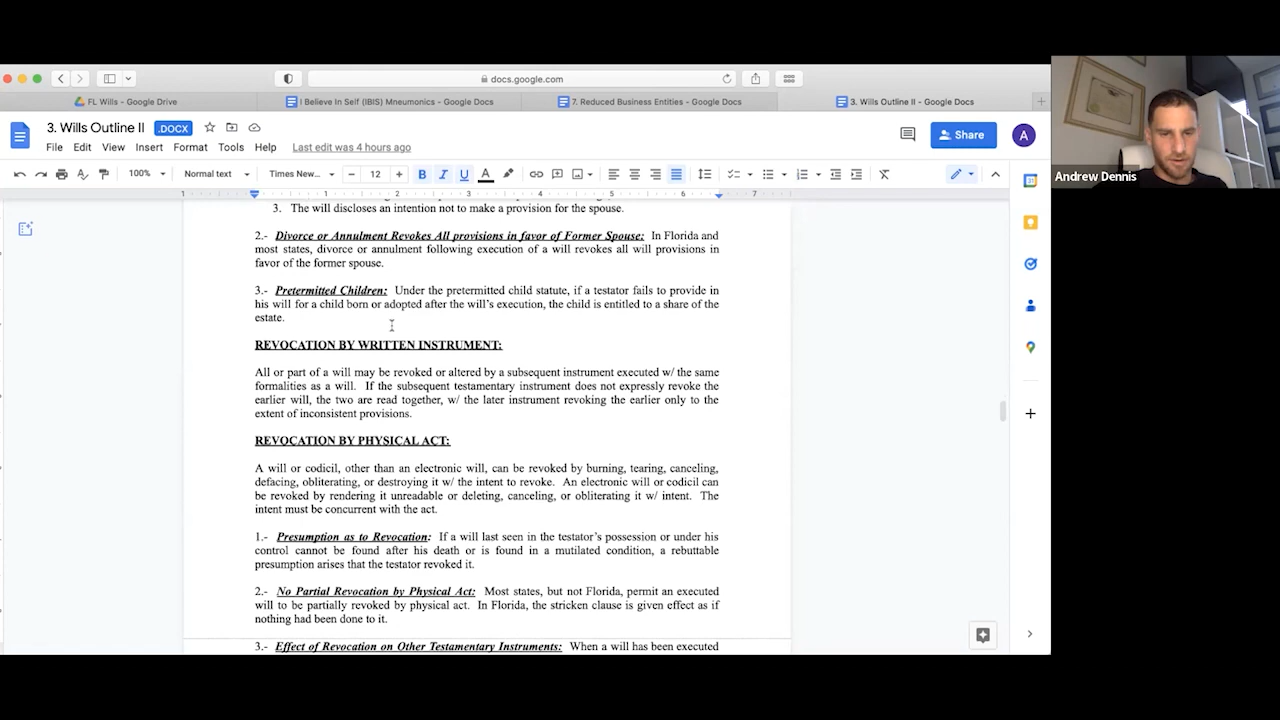 docs.google.com
FL Wills - Google Drive
I Believe In Self (IBIS) Mneumonics - Google Docs
7. Reduced Business Entities - Google Docs
3. Wills Outline II - Google Docs
3. Wills Outline II
.DOCX
File Edit View Insert Format Tools Help Last edit was 4 hours ago
Share
A
100% Normal text Times New... 12 B I U A
1 1 2 3 4 5 6 7
3. The will discloses an intention not to make a provision for the spouse.
2.- Divorce or Annulment Revokes All provisions in favor of Former Spouse: In Florida and
most states, divorce or annulment following execution of a will revokes all will provisions in
favor of the former spouse.
3.- Pretermitted Children: Under the pretermitted child statute, if a testator fails to provide in
his will for a child born or adopted after the will's execution, the child is entitled to a share of the
estate.
REVOCATION BY WRITTEN INSTRUMENT:
All or part of a will may be revoked or altered by a subsequent instrument executed w/ the same
formalities as a will. If the subsequent testamentary instrument does not expressly revoke the
earlier will, the two are read together, w/ the later instrument revoking the earlier only to the
extent of inconsistent provisions.
REVOCATION BY PHYSICAL ACT:
A will or codicil, other than an electronic will, can be revoked by burning, tearing, canceling,
defacing, obliterating, or destroying it w/ the intent to revoke. An electronic will or codicil can
be revoked by rendering it unreadable or deleting, canceling, or obliterating it w/ intent. The
intent must be concurrent with the act.
1.- Presumption as to Revocation: If a will last seen in the testator's possession or under his
control cannot be found after his death or is found in a mutilated condition, a rebuttable
presumption arises that the testator revoked it.
2.- No Partial Revocation by Physical Act: Most states, but not Florida, permit an executed
will to be partially revoked by physical act. In Florida, the stricken clause is given effect as if
nothing had been done to it.
3.- Effect of Revocation on Other Testamentary Instruments: When a will has been executed
Andrew Dennis